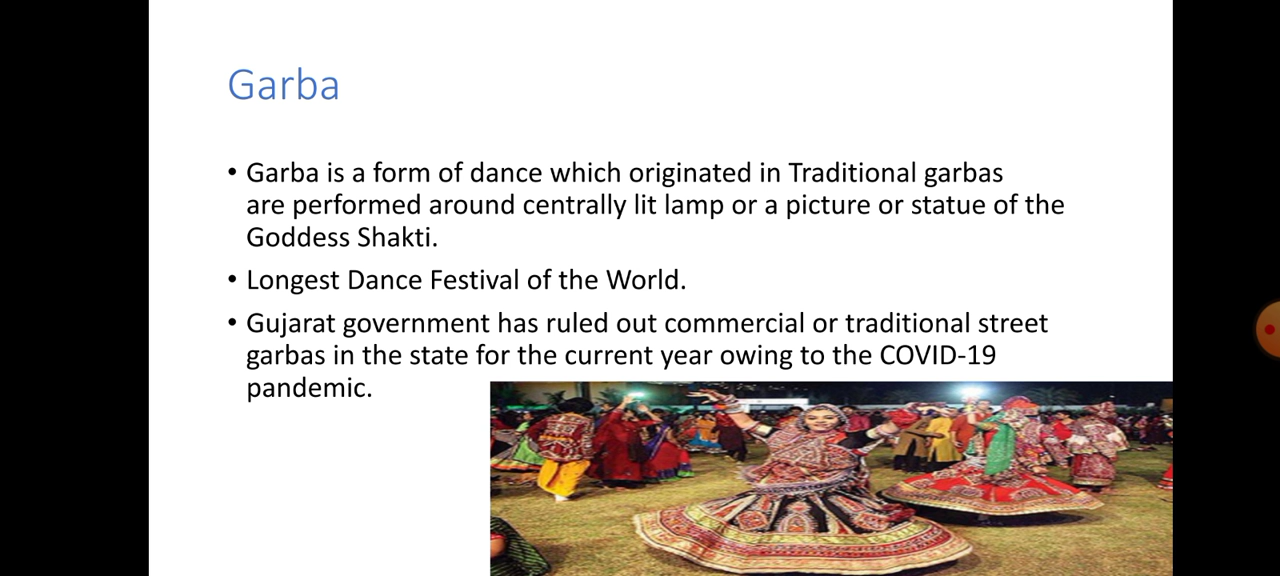 Garba
• Garba is a form of dance which originated in Traditional garbas
are performed around centrally lit lamp or a picture or statue of the
Goddess Shakti.
• Longest Dance Festival of the World.
• Gujarat government has ruled out commercial or traditional street
garbas in the state for the current year owing to the COVID-19
pandemic.